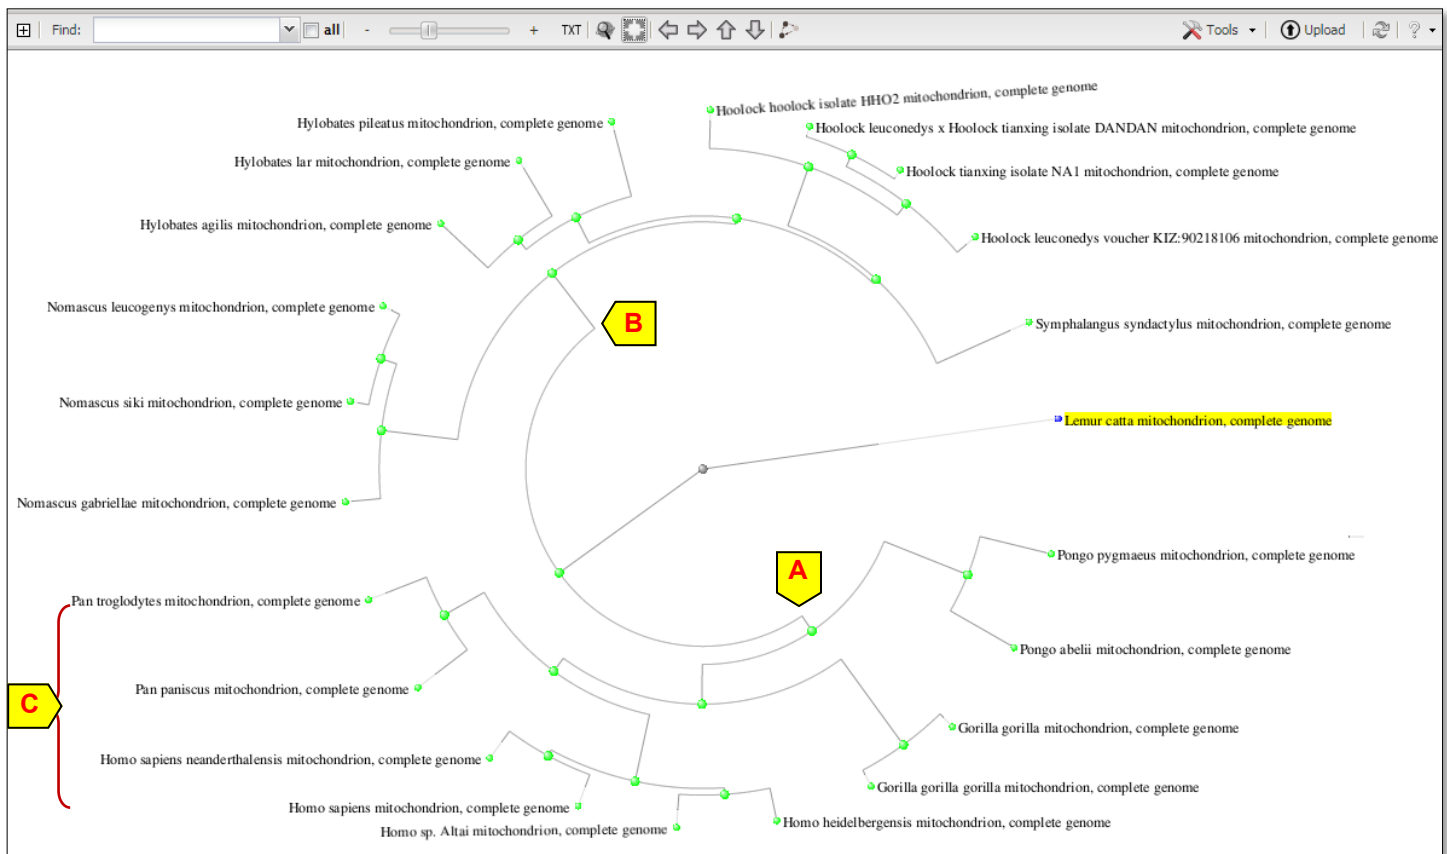 Find: all - + TXT Tools Upload ?
Hoolock hoolock isolate HHO2 mitochondrion, complete genome
Hylobates pileatus mitochondrion, complete genome
Hoolock leuconedys x Hoolock tianxing isolate DANDAN mitochondrion, complete genome
Hylobates lar mitochondrion, complete genome
Hoolock tianxing isolate NA1 mitochondrion, complete genome
Hylobates agilis mitochondrion, complete genome
Hoolock leuconedys voucher KIZ:90218106 mitochondrion, complete genome
Nomascus leucogenys mitochondrion, complete genome
B
Symphalangus syndactylus mitochondrion, complete genome
Nomascus siki mitochondrion, complete genome
Lemur catta mitochondrion, complete genome
Nomascus gabriellae mitochondrion, complete genome
Pongo pygmaeus mitochondrion, complete genome
A
Pan troglodytes mitochondrion, complete genome
Pongo abelii mitochondrion, complete genome
Pan paniscus mitochondrion, complete genome
C
Gorilla gorilla mitochondrion, complete genome
Homo sapiens neanderthalensis mitochondrion, complete genome
Gorilla gorilla gorilla mitochondrion, complete genome
Homo sapiens mitochondrion, complete genome
Homo heidelbergensis mitochondrion, complete genome
Homo sp. Altai mitochondrion, complete genome